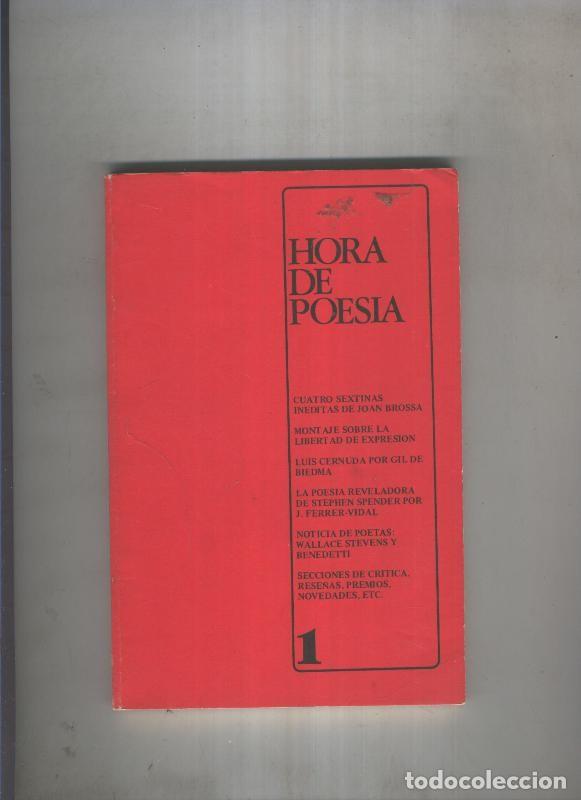 HORA
DE
POESIA
CUATRO SEXTINAS
INEDITAS DE JOAN BROSSA
MONTAJE SOBRE LA
LIBERTAD DE EXPRESION
LUIS CERNUDA POR GIL DE
BIEDMA
LA POESIA REVELADORA
DE STEPHEN SPENDER POR
J. FERRER-VIDAL
NOTICIA DE POETAS:
WALLACE STEVENS Y
BENEDETTI
SECCIONES DE CRITICA,
RESEÑAS, PREMIOS,
NOVEDADES, ETC.
1
todocoleccion